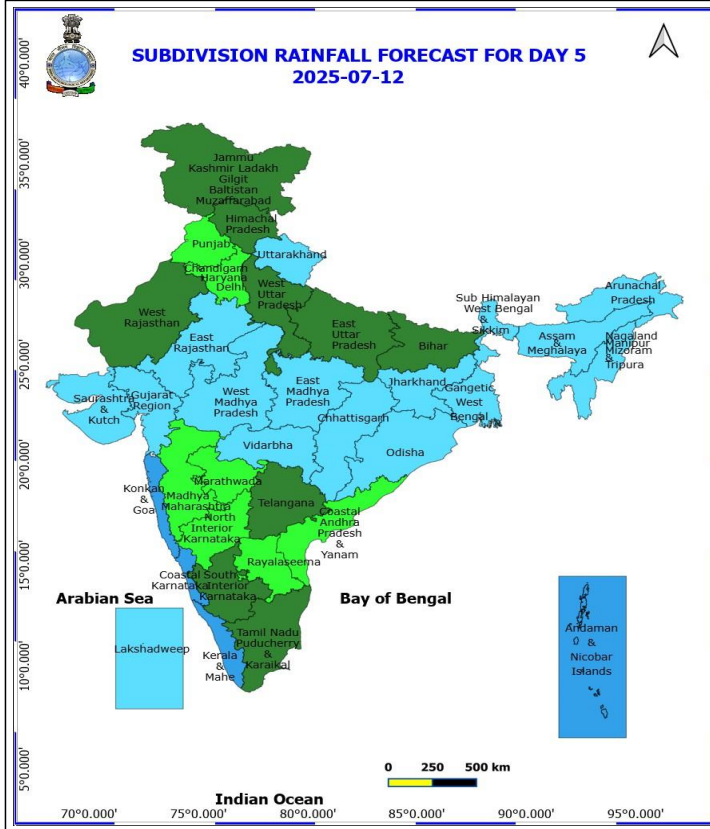 SUBDIVISION RAINFALL FORECAST FOR DAY 5
2025-07-12
40°0.000'
35°0.000'
30°0.000'
25°0.000'
20°0.000'
15°0.000'
10°0.000'
5°0.000'
Jammu
Kashmir Ladakh
Gilgit
Baltistan
Muzaffarabad
Himachal
Pradesh
Punjab
Uttarakhand
Chandigarh
Haryana
Delhi
West
Uttar
Pradesh
West
Rajasthan
East
Rajasthan
East
Uttar
Pradesh
Bihar
Sub Himalayan
West Bengal
&
Sikkim
Arunachal
Pradesh
Assam
&
Meghalaya
Nagaland
Manipur
Mizoram
&
Tripura
Saurashtra
&
Kutch
Gujarat
Region
West
Madhya
Pradesh
East
Madhya
Pradesh
Jharkhand
Gangetic
West
Bengal
Chhattisgarh
Vidarbha
Odisha
Konkan
&
Goa
Madhya
Maharashtra
Marathwada
North
Interior
Karnataka
Telangana
Coastal
Andhra
Pradesh
&
Yanam
Rayalaseema
Coastal
Karnataka
South
Interior
Karnataka
Arabian Sea
Bay of Bengal
Lakshadweep
Kerala
&
Mahe
Tamil Nadu
Puducherry
&
Karaikal
Andaman
&
Nicobar
Islands
0 250 500 km
Indian Ocean
70°0.000' 75°0.000' 80°0.000' 85°0.000' 90°0.000' 95°0.000'